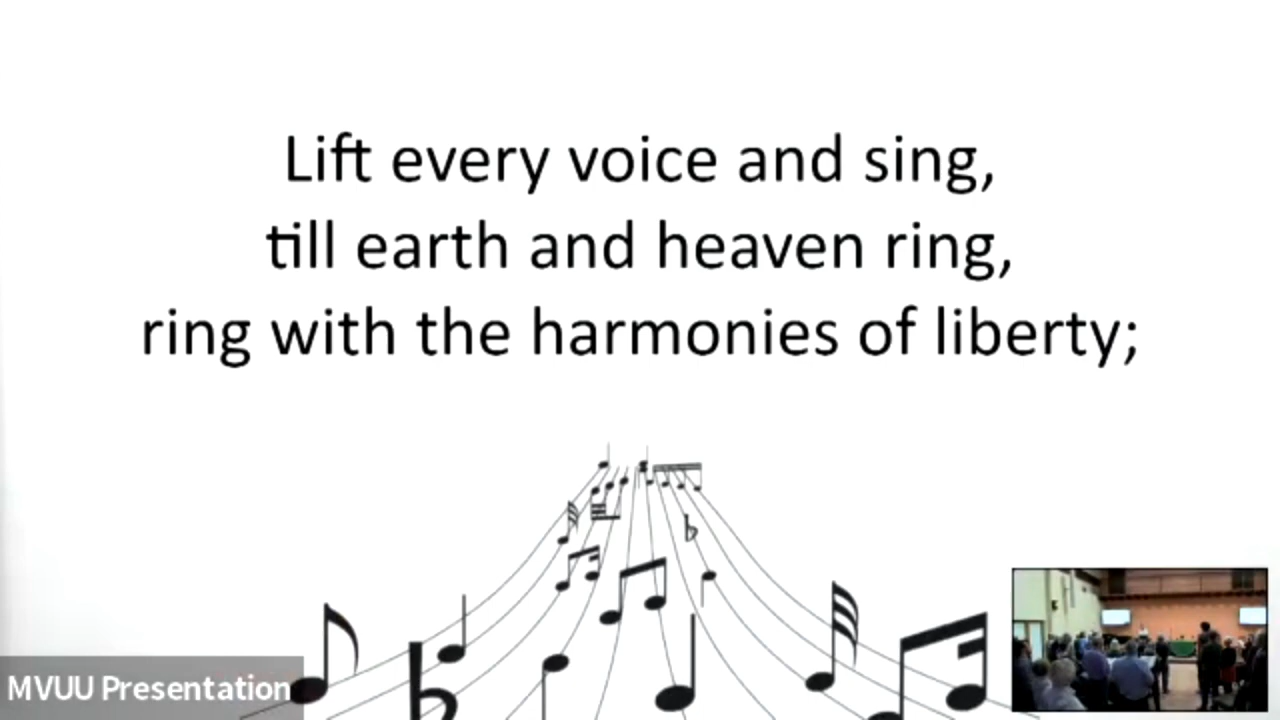 Lift every voice and sing,
till earth and heaven ring,
ring with the harmonies of liberty;
MVUU Presentation